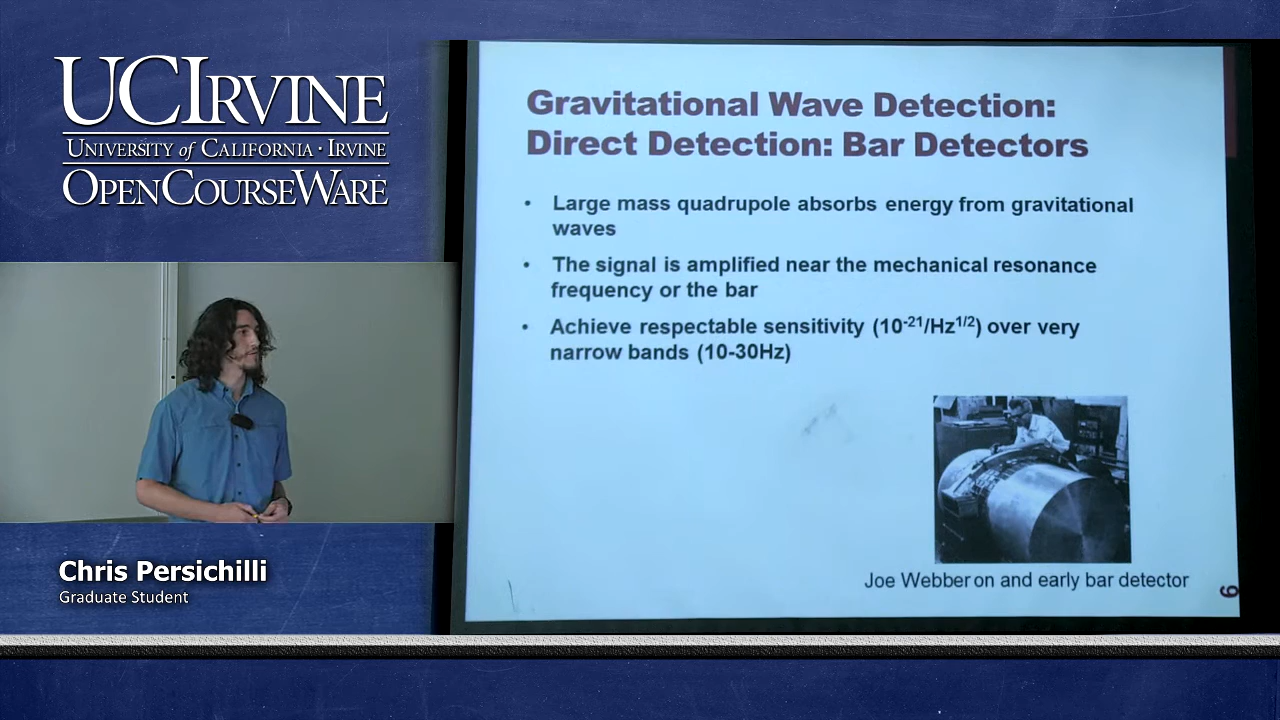 UCIRVINE
UNIVERSITY of CALIFORNIA · IRVINE
OPENCOURSEWARE
Gravitational Wave Detection:
Direct Detection: Bar Detectors
• Large mass quadrupole absorbs energy from gravitational
waves
• The signal is amplified near the mechanical resonance
frequency or the bar
• Achieve respectable sensitivity (10-21/Hz1/2) over very
narrow bands (10-30Hz)
Joe Webber on and early bar detector
9
Chris Persichilli
Graduate Student